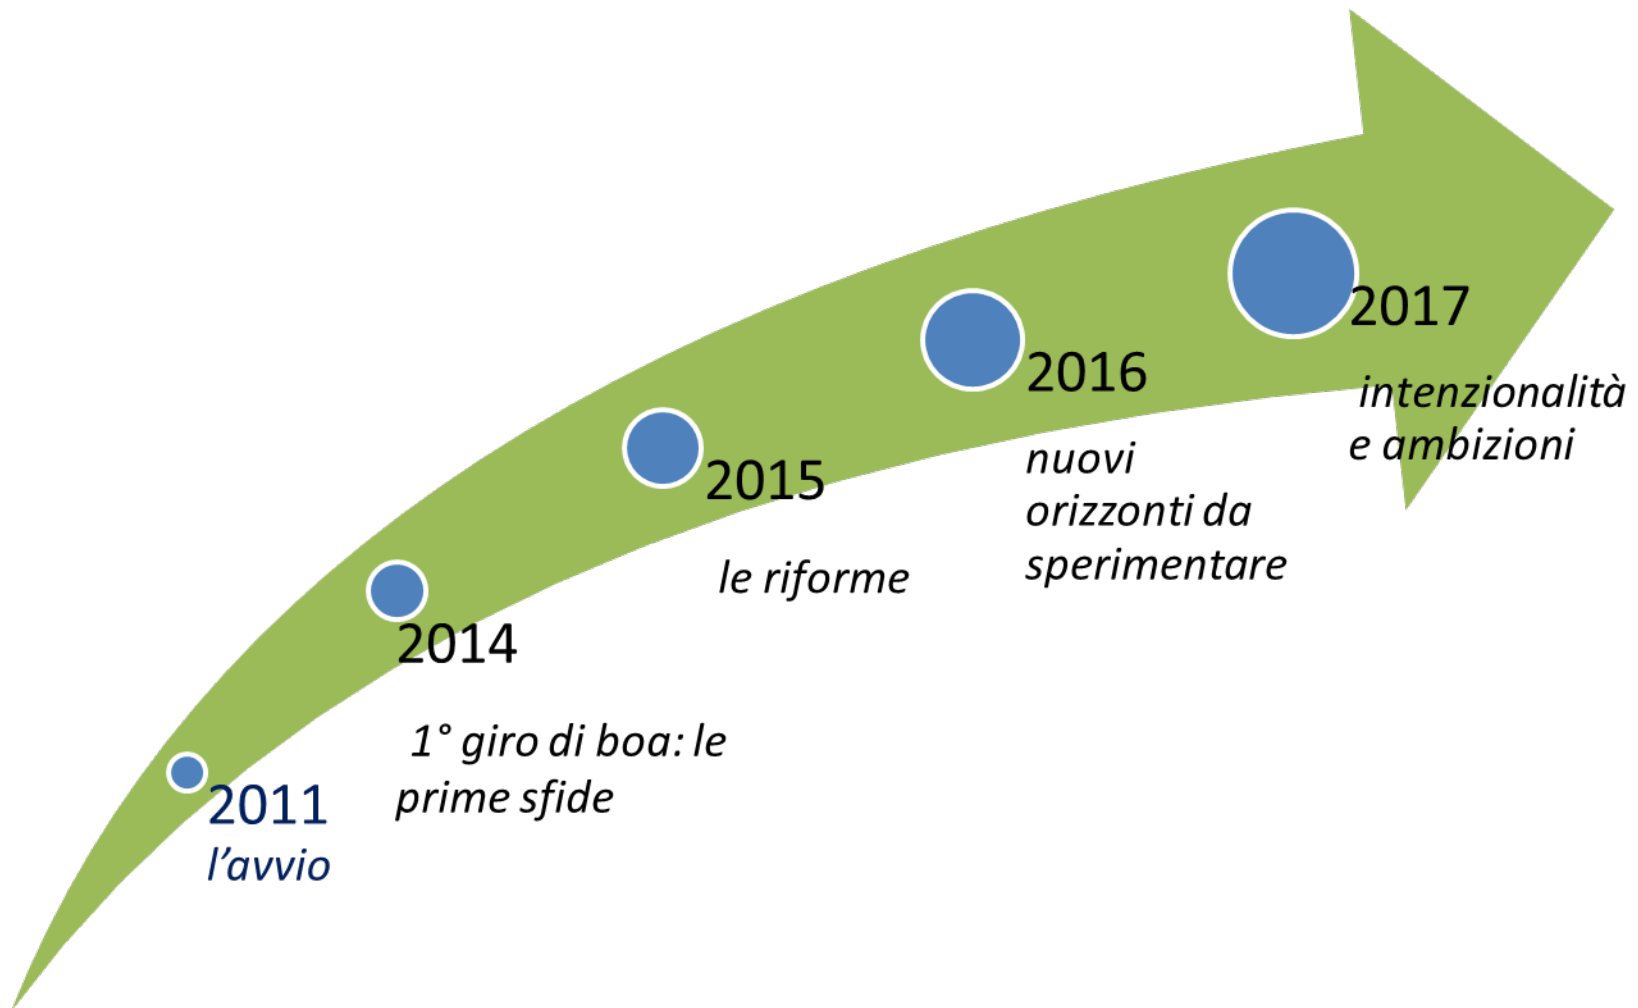 2011
l’avvio
2014
1° giro di boa: le
prime sfide
2015
le riforme
2016
nuovi
orizzonti da
sperimentare
2017
intenzionalità
e ambizioni